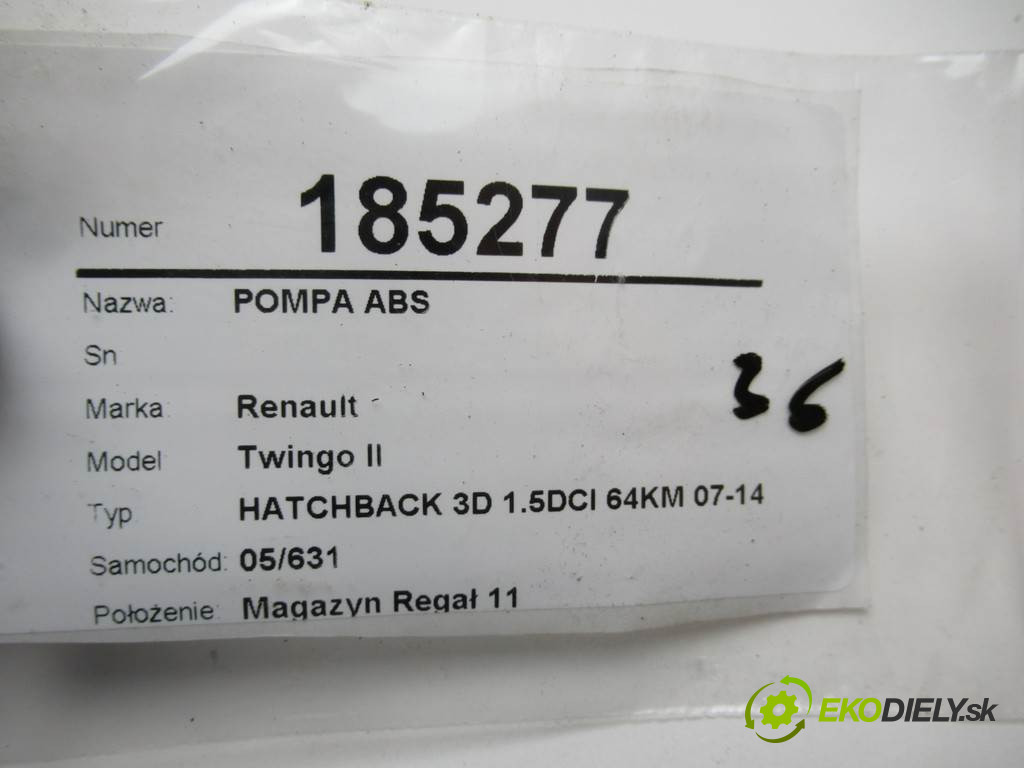 Numer 185277
Nazwa: POMPA ABS
Sn
Marka: Renault
36
Model Twingo II
Typ HATCHBACK 3D 1.5DCI 64KM 07-14
Samochód: 05/631
Położenie: Magazyn Regał 11
EKODIELY.sk